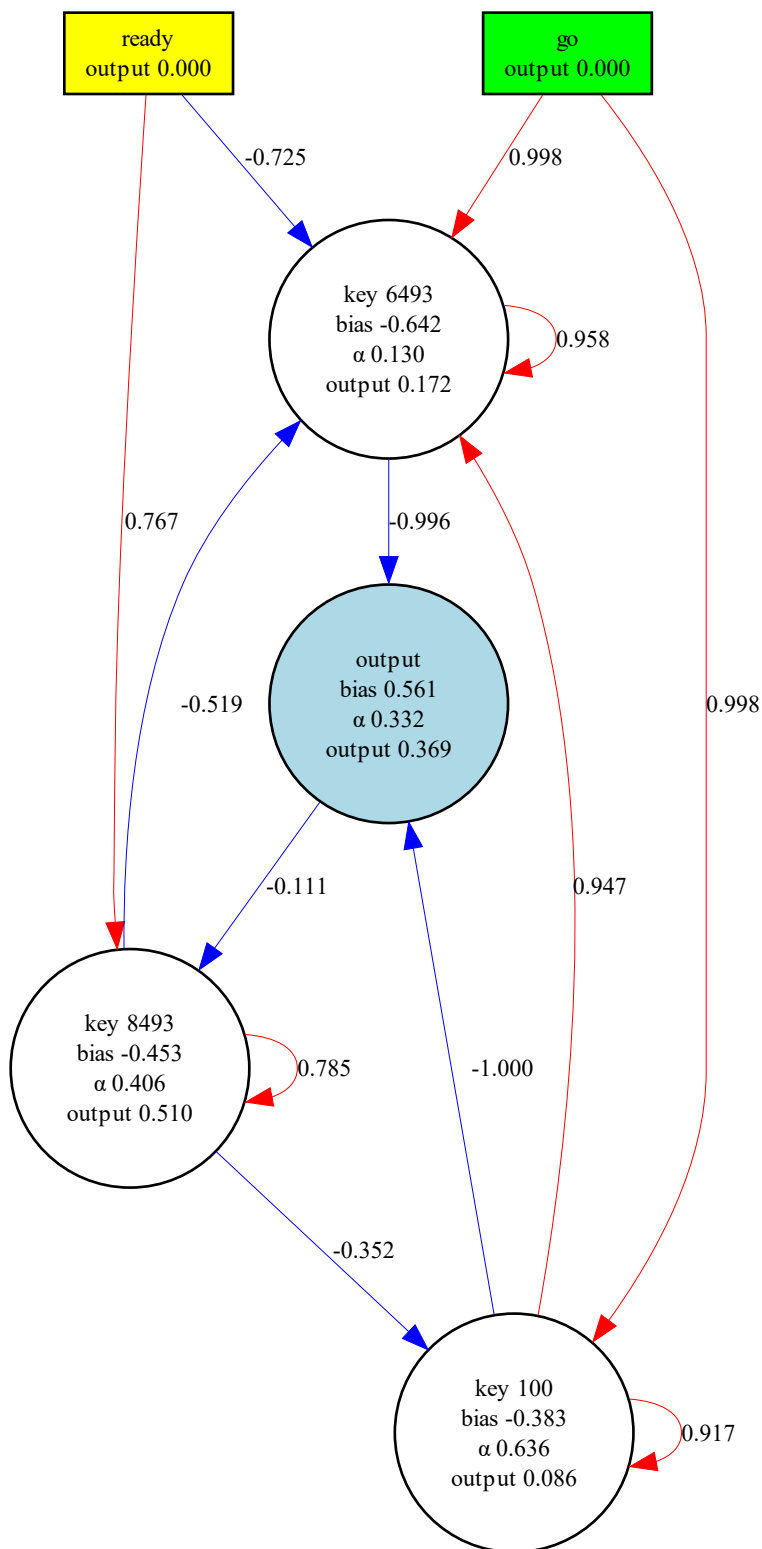 ready
output 0.000
go
output 0.000
-0.725
0.998
key 6493
bias -0.642
α 0.130
output 0.172
0.958
0.767
-0.996
output
bias 0.561
α 0.332
output 0.369
-0.519
0.998
-0.111
0.947
key 8493
bias -0.453
α 0.406
output 0.510
0.785
-1.000
-0.352
key 100
bias -0.383
α 0.636
output 0.086
0.917